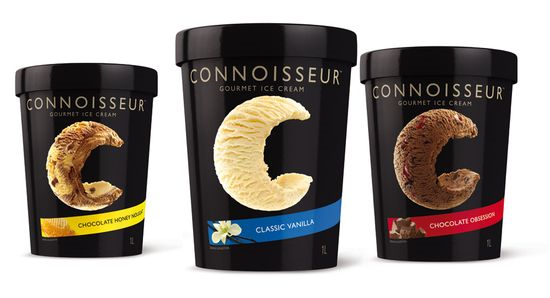 CONNOISSEUR
GOURMET ICE CREAM
CHOCOLATE HONEY NOUGAT
1L
CONNOISSEUR™
GOURMET ICE CREAM
CLASSIC VANILLA
1L
CONNOISSEUR
GOURMET ICE CREAM
CHOCOLATE OBSESSION
1L